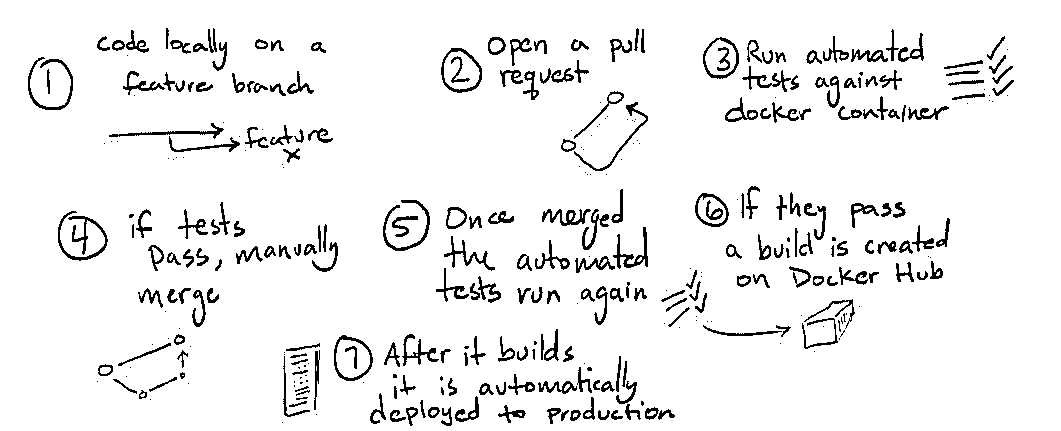 1 code locally on a
feature branch
feature
x
2 Open a pull
request
3 Run automated
tests against
docker container
4 if tests
pass, manually
merge
5 Once merged
the automated
tests run again
6 If they pass
a build is created
on Docker Hub
7 After it builds
it is automatically
deployed to production